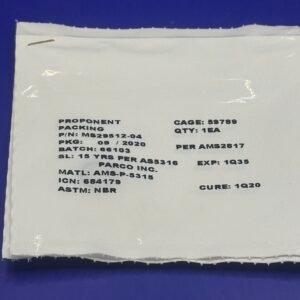 PROPONENT CAGE: 59789
PACKING QTY: 1EA
P/N: MS29512-04
PKG: 09 / 2020 PER AMS2817
BATCH: 66103
SL: 15 YRS PER AS5316 EXP: 1Q35
PARCO INC.
MATL: AMS-P-5315
ICN: 684179
ASTM: NBR CURE: 1Q20